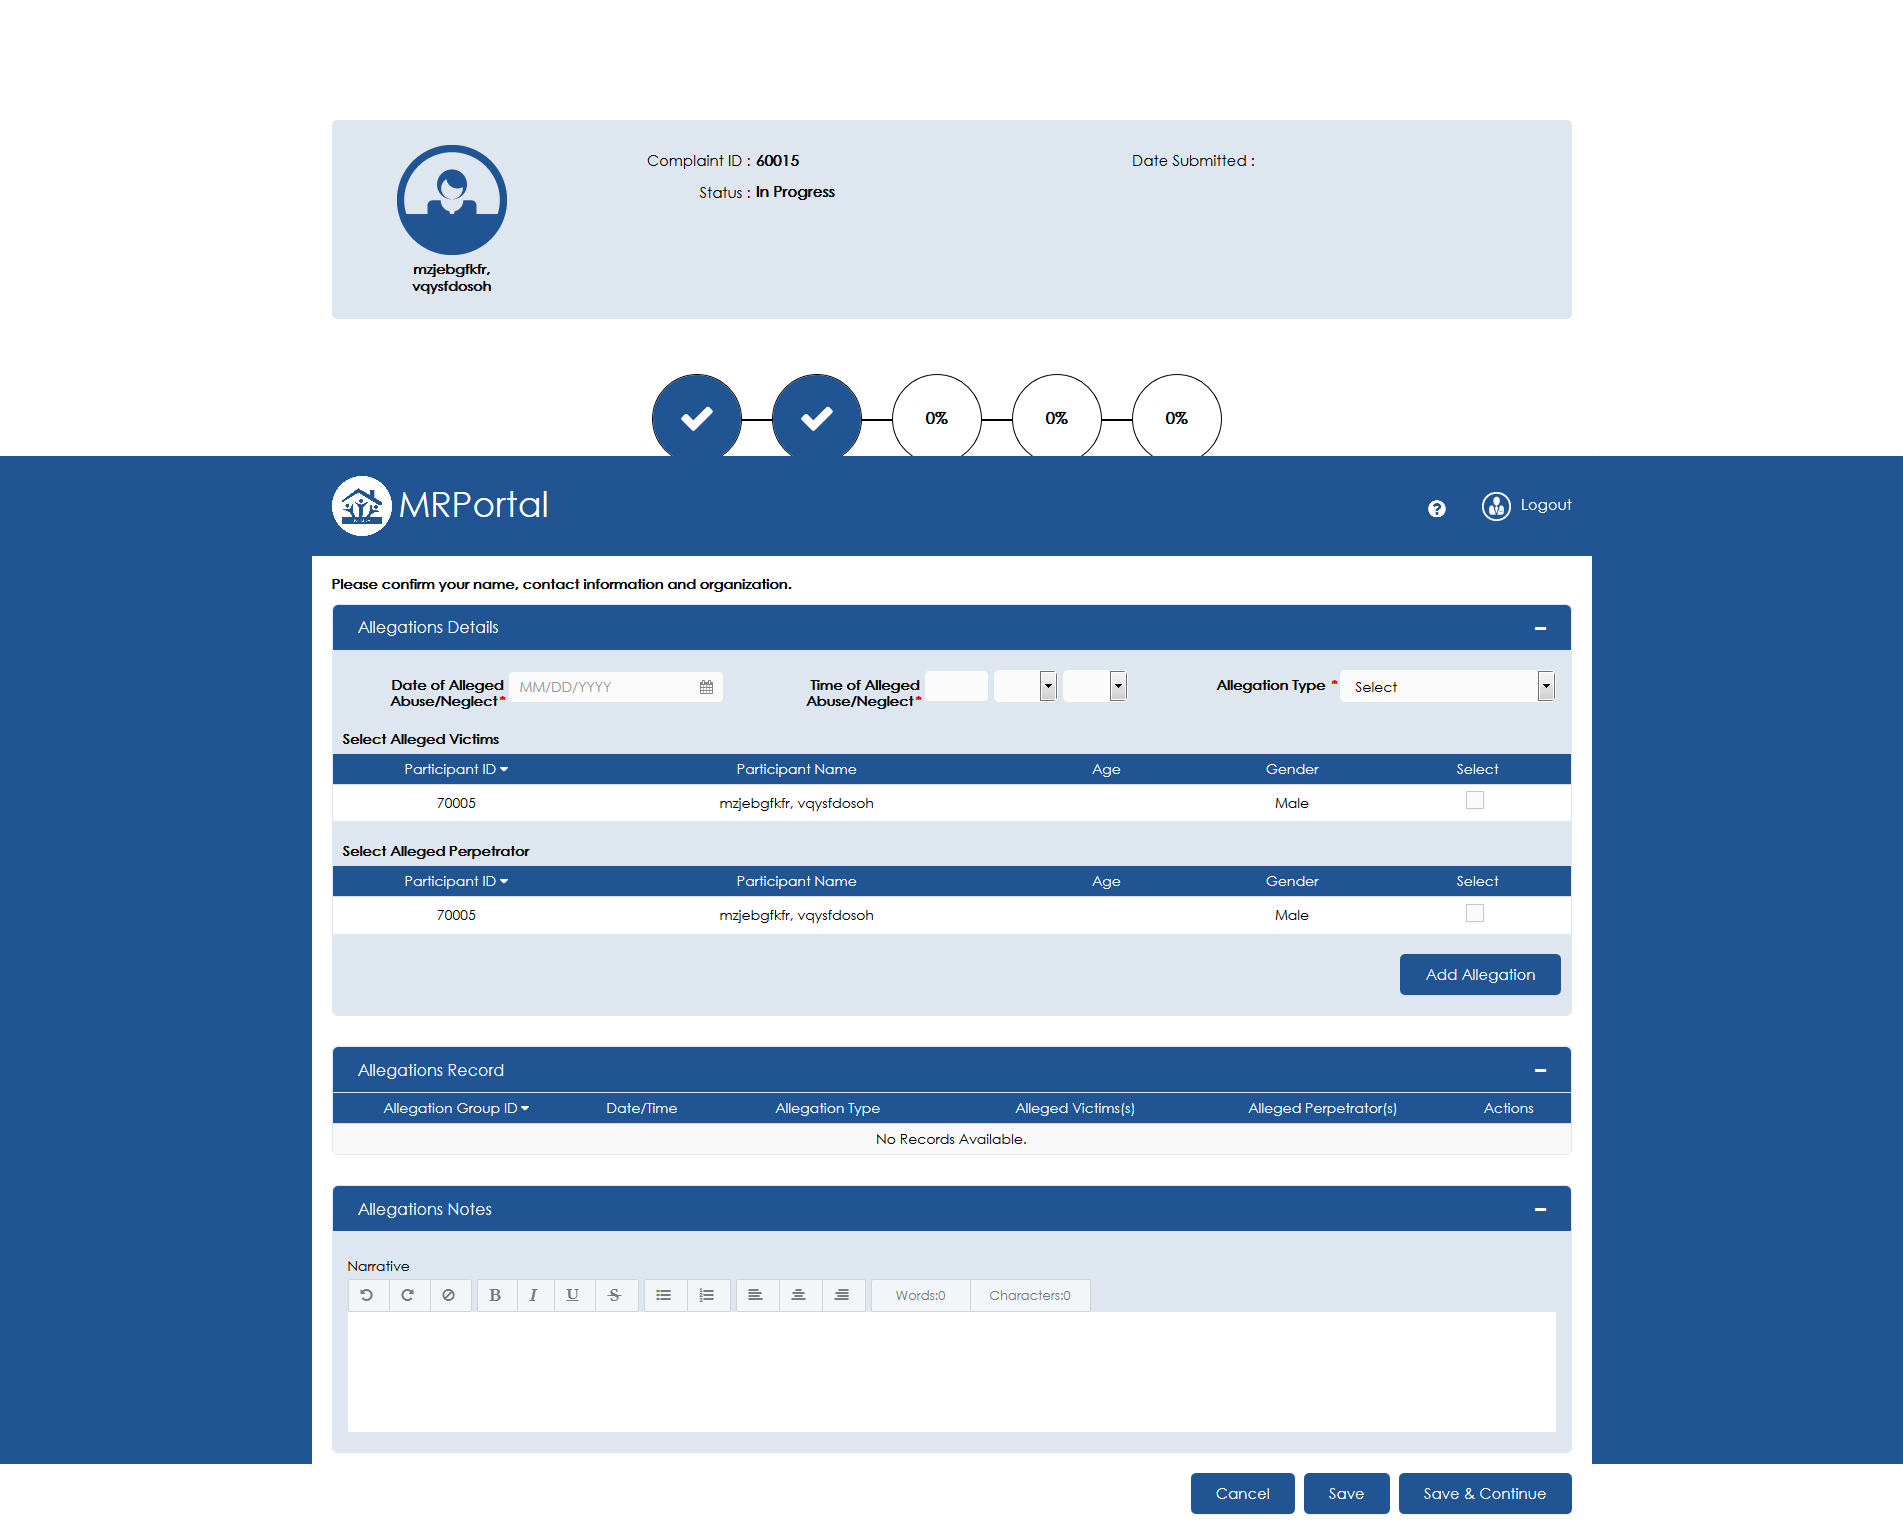 Complaint ID : 60015
Date Submitted :
Status : In Progress
mzjebgfkfr,
vqysfdosoh
0%
0%
0%
MRPortal
Logout
Please confirm your name, contact information and organization.
Allegations Details
Date of Alleged
Abuse/Neglect*
MM/DD/YYYY
Time of Alleged
Abuse/Neglect*
Allegation Type *
Select
Select Alleged Victims
Participant ID Participant Name Age Gender Select
70005 mzjebgfkfr, vqysfdosoh Male
Select Alleged Perpetrator
Participant ID Participant Name Age Gender Select
70005 mzjebgfkfr, vqysfdosoh Male
Add Allegation
Allegations Record
Allegation Group ID Date/Time Allegation Type Alleged Victims(s) Alleged Perpetrator(s) Actions
No Records Available.
Allegations Notes
Narrative
B I U S Words:0 Characters:0
Cancel Save Save & Continue